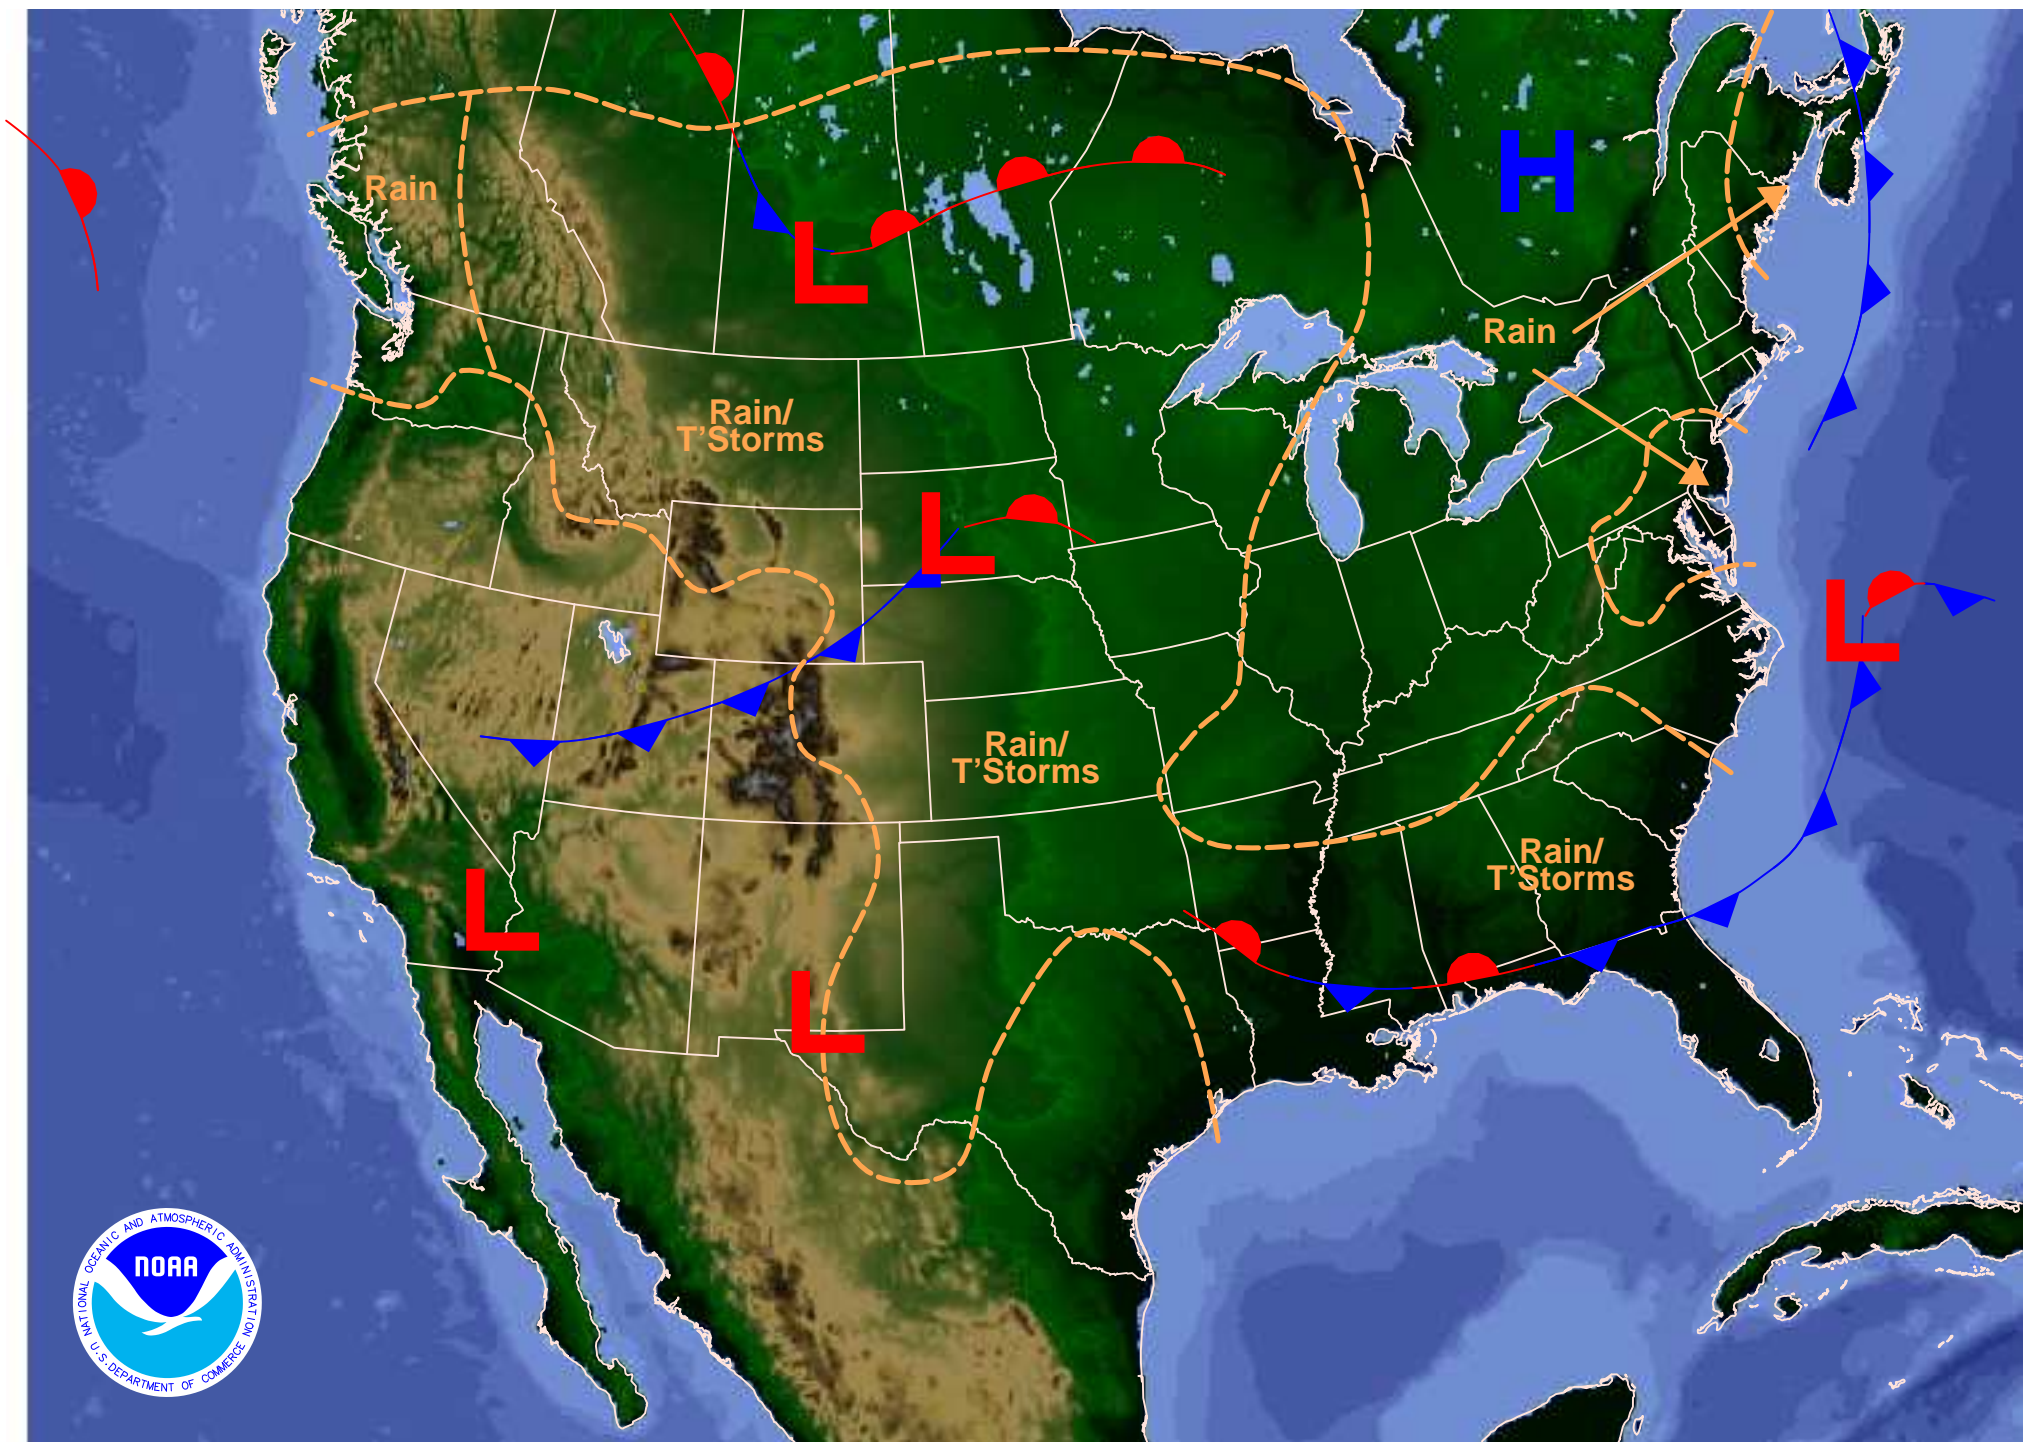 H
Rain
L
Rain
Rain/
T'Storms
L
L
Rain/
T'Storms
Rain/
T'Storms
L
L
NATIONAL OCEANIC AND ATMOSPHERIC ADMINISTRATION
NOAA
U.S. DEPARTMENT OF COMMERCE